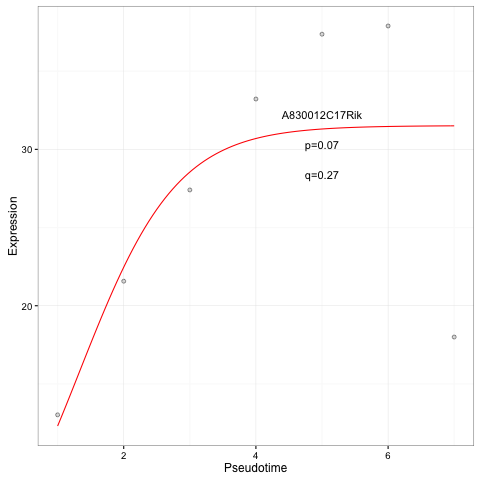 A830012C17Rik
p=0.07
q=0.27
30
20
Expression
2
4
6
Pseudotime